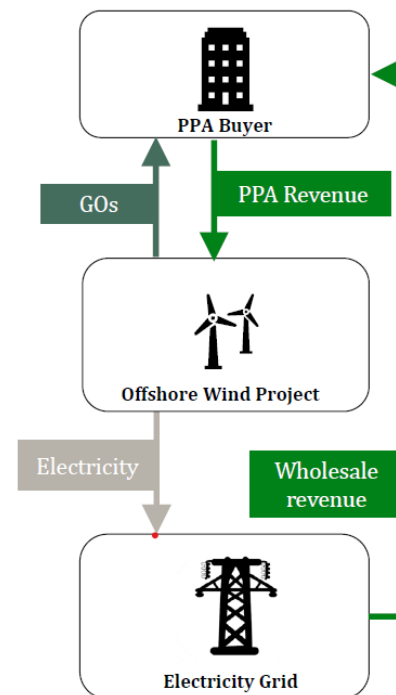 PPA Buyer
GOs
PPA Revenue
Offshore Wind Project
Electricity
Wholesale
revenue
Electricity Grid